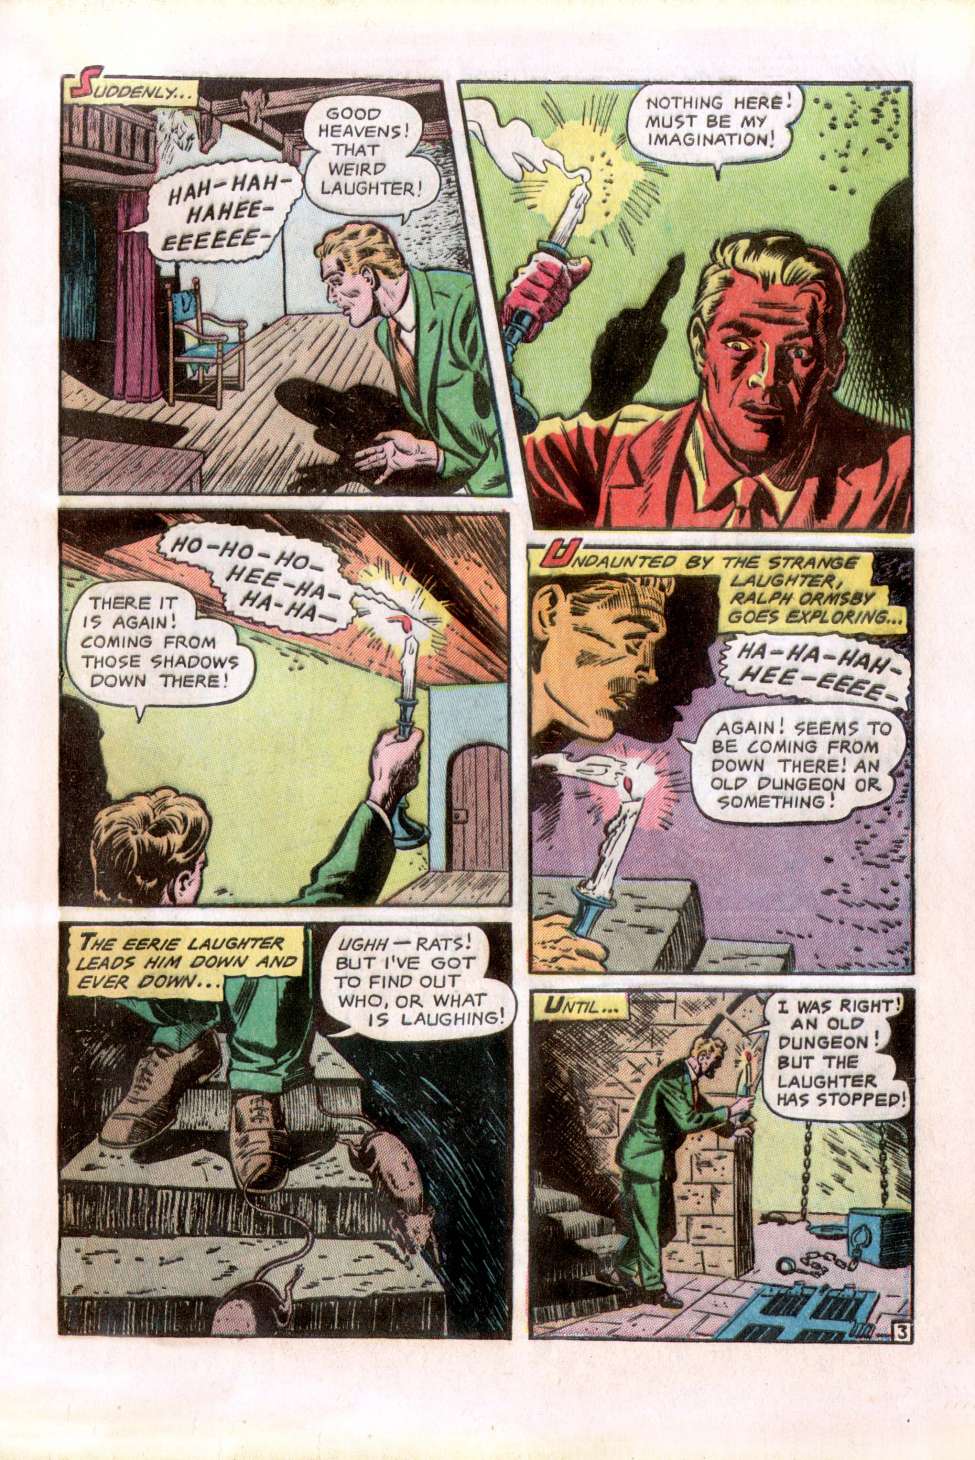 SUDDENLY...
HAH-HAH-
HAHEE-
EEEEEE-
GOOD
HEAVENS!
THAT
WEIRD
LAUGHTER!
NOTHING HERE!
MUST BE MY
IMAGINATION!
HO-HO-HO-
HEE-HA-
HA-HA-
THERE IT
IS AGAIN!
COMING FROM
THOSE SHADOWS
DOWN THERE!
UNDAUNTED BY THE STRANGE
LAUGHTER,
RALPH ORMSBY
GOES EXPLORING...
HA-HA-HAH-
HEE-EEEE-
AGAIN! SEEMS TO
BE COMING FROM
DOWN THERE! AN
OLD DUNGEON OR
SOMETHING!
THE EERIE LAUGHTER
LEADS HIM DOWN AND
EVER DOWN...
UGHH-RATS!
BUT I'VE GOT
TO FIND OUT
WHO, OR WHAT
IS LAUGHING!
UNTIL...
I WAS RIGHT!
AN OLD
DUNGEON!
BUT THE
LAUGHTER
HAS STOPPED!
3